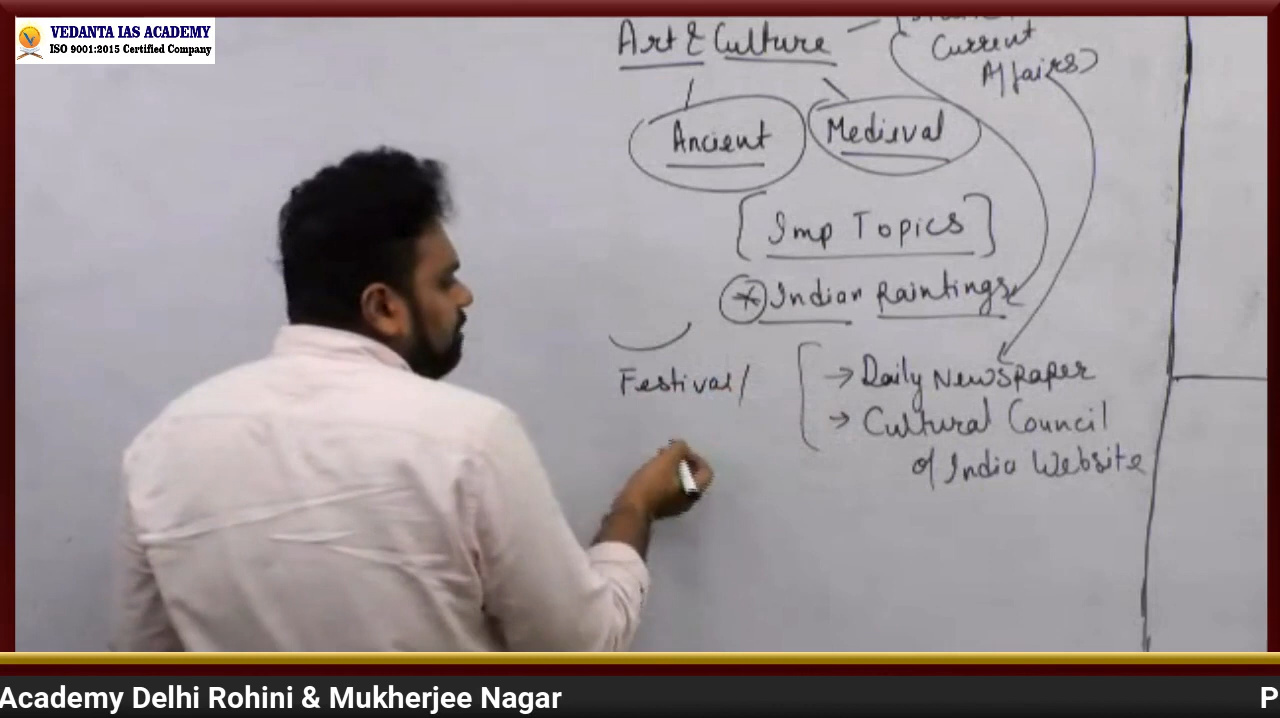 VEDANTA IAS ACADEMY
ISO 9001:2015 Certified Company
Art & Culture
Current
Affairs)
Ancient
Medieval
[Imp Topics]
* Indian Paintings
Festival/
→ Daily Newspaper
→ Cultural Council
of India Website
Academy Delhi Rohini & Mukherjee Nagar
P